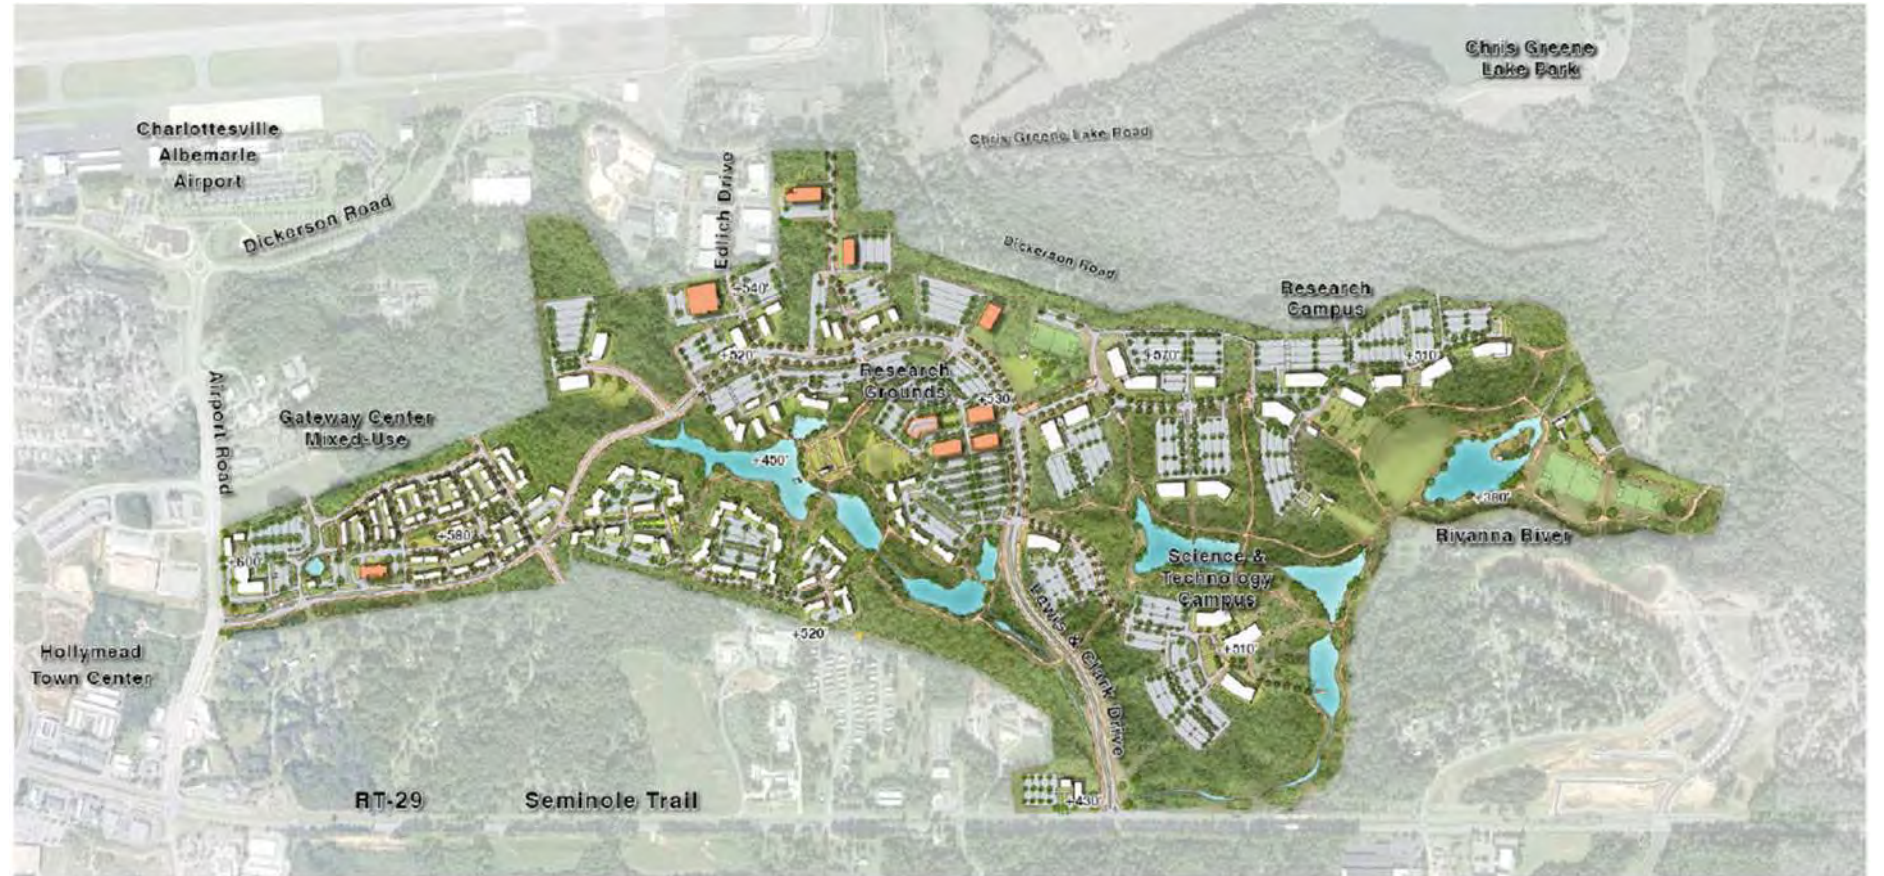 Chris Greene
Lake Park
Charlottesville
Albemarle
Airport
Chris Greene Lake Road
Edlich Drive
Dickerson Road
Dickerson Road
Research
Campus
+540'
+520'
+570'
+510'
Research
Grounds
Airport Road
+530
Gateway Center
Mixed-Use
+450'
+380'
+580'
Rivanna River
+600'
Science &
Technology
Campus
Lewis & Clark Drive
+520
+510'
Hollymead
Town Center
RT-29
Seminole Trail
+430'